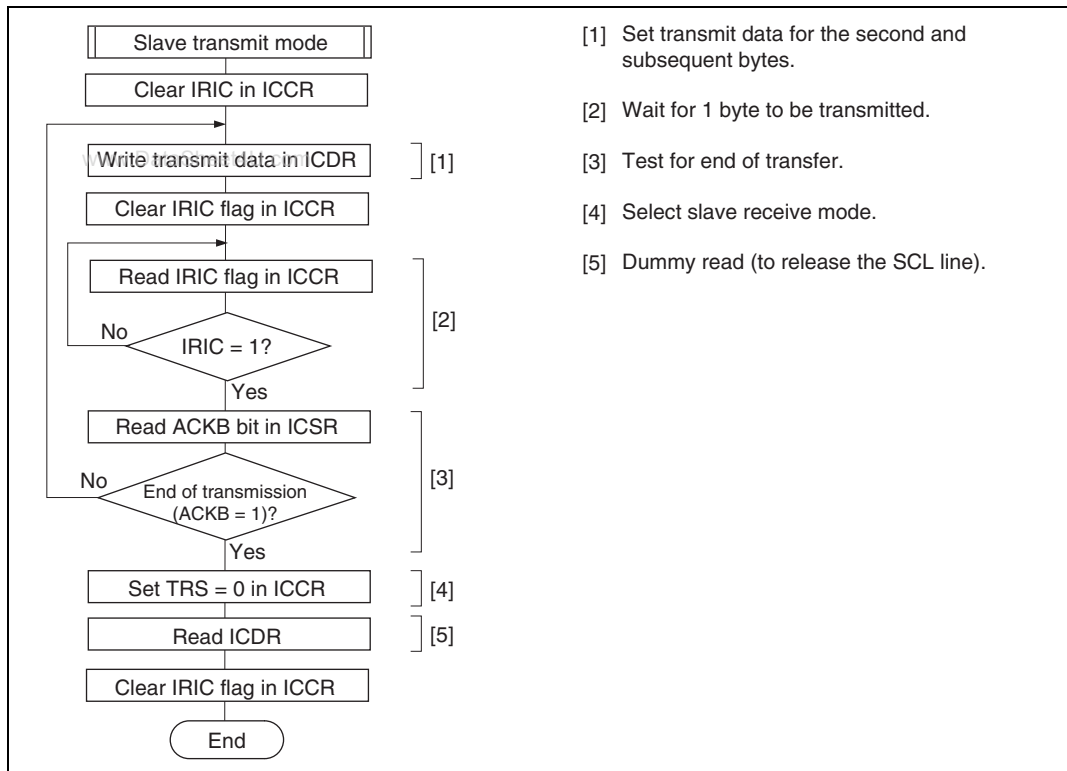 Slave transmit mode
Clear IRIC in ICCR
Write transmit data in ICDR
[1]
Clear IRIC flag in ICCR
Read IRIC flag in ICCR
[2]
No
IRIC = 1?
Yes
Read ACKB bit in ICSR
[3]
No
End of transmission
(ACKB = 1)?
Yes
Set TRS = 0 in ICCR
[4]
Read ICDR
[5]
Clear IRIC flag in ICCR
End
[1] Set transmit data for the second and
subsequent bytes.
[2] Wait for 1 byte to be transmitted.
[3] Test for end of transfer.
[4] Select slave receive mode.
[5] Dummy read (to release the SCL line).